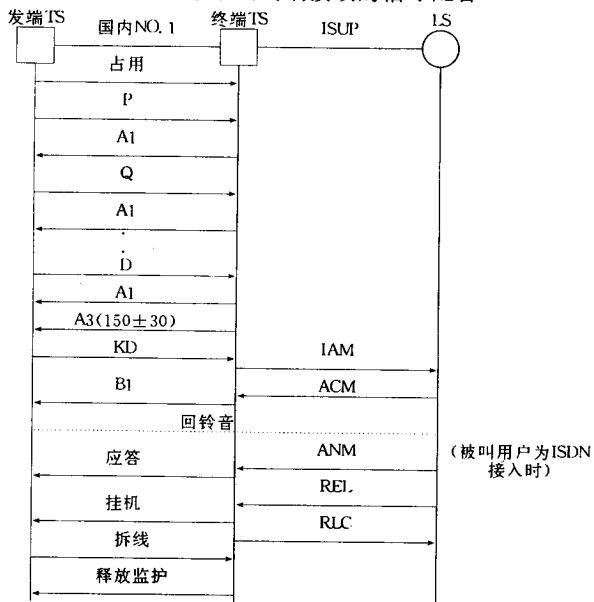 发端TS 国内NO. 1 终端TS ISUP LS
占用
P
A1
Q
A1
D
A1
A3(150±30)
KD IAM
B1 ACM
回铃音
应答 ANM (被叫用户为ISDN
接入时)
挂机 REL
拆线 RLC
释放监护